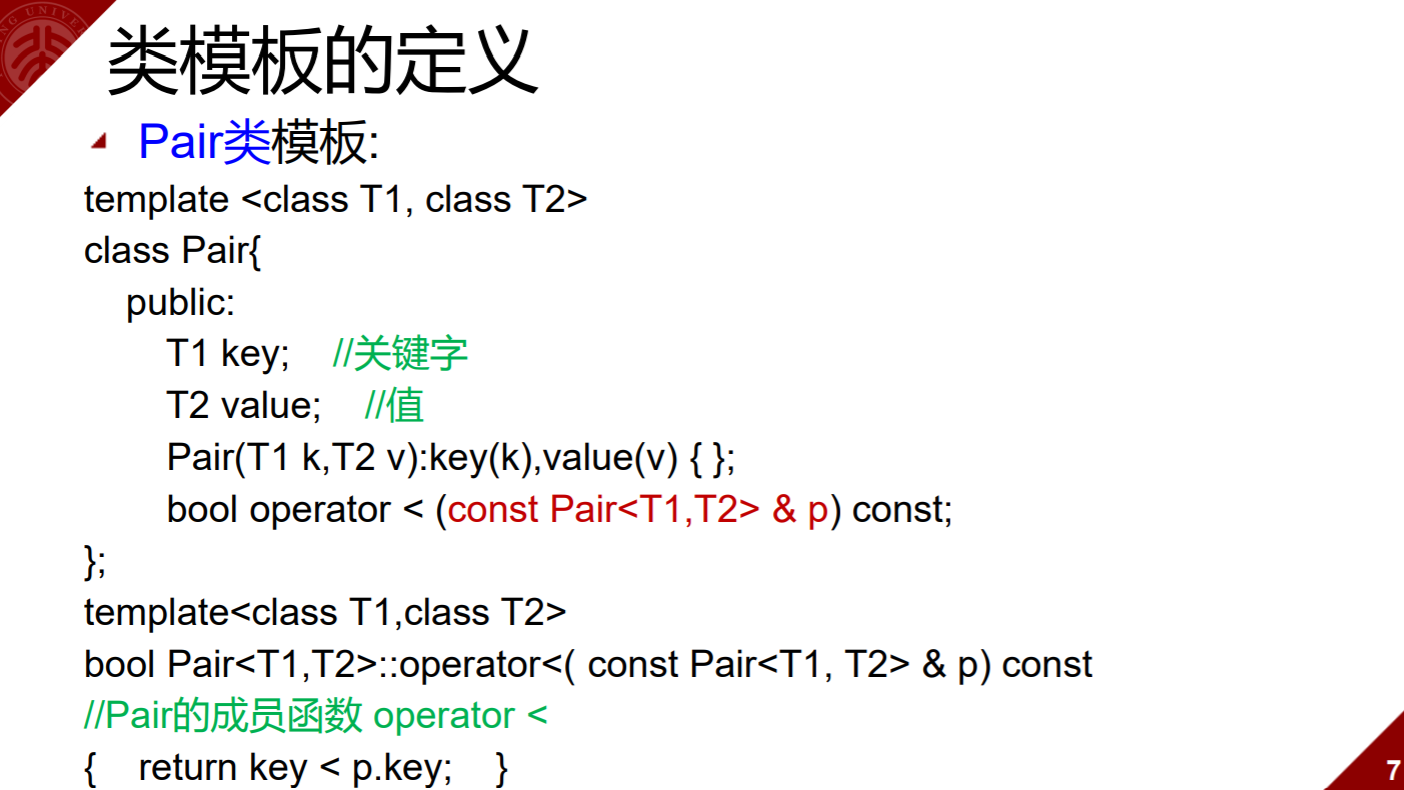 类模板的定义
Pair类模板:
template <class T1, class T2>
class Pair{
public:
T1 key; //关键字
T2 value; //值
Pair(T1 k,T2 v):key(k),value(v) { };
bool operator < (const Pair<T1,T2> & p) const;
};
template<class T1,class T2>
bool Pair<T1,T2>::operator<( const Pair<T1, T2> & p) const
//Pair的成员函数 operator <
{ return key < p.key; }
7